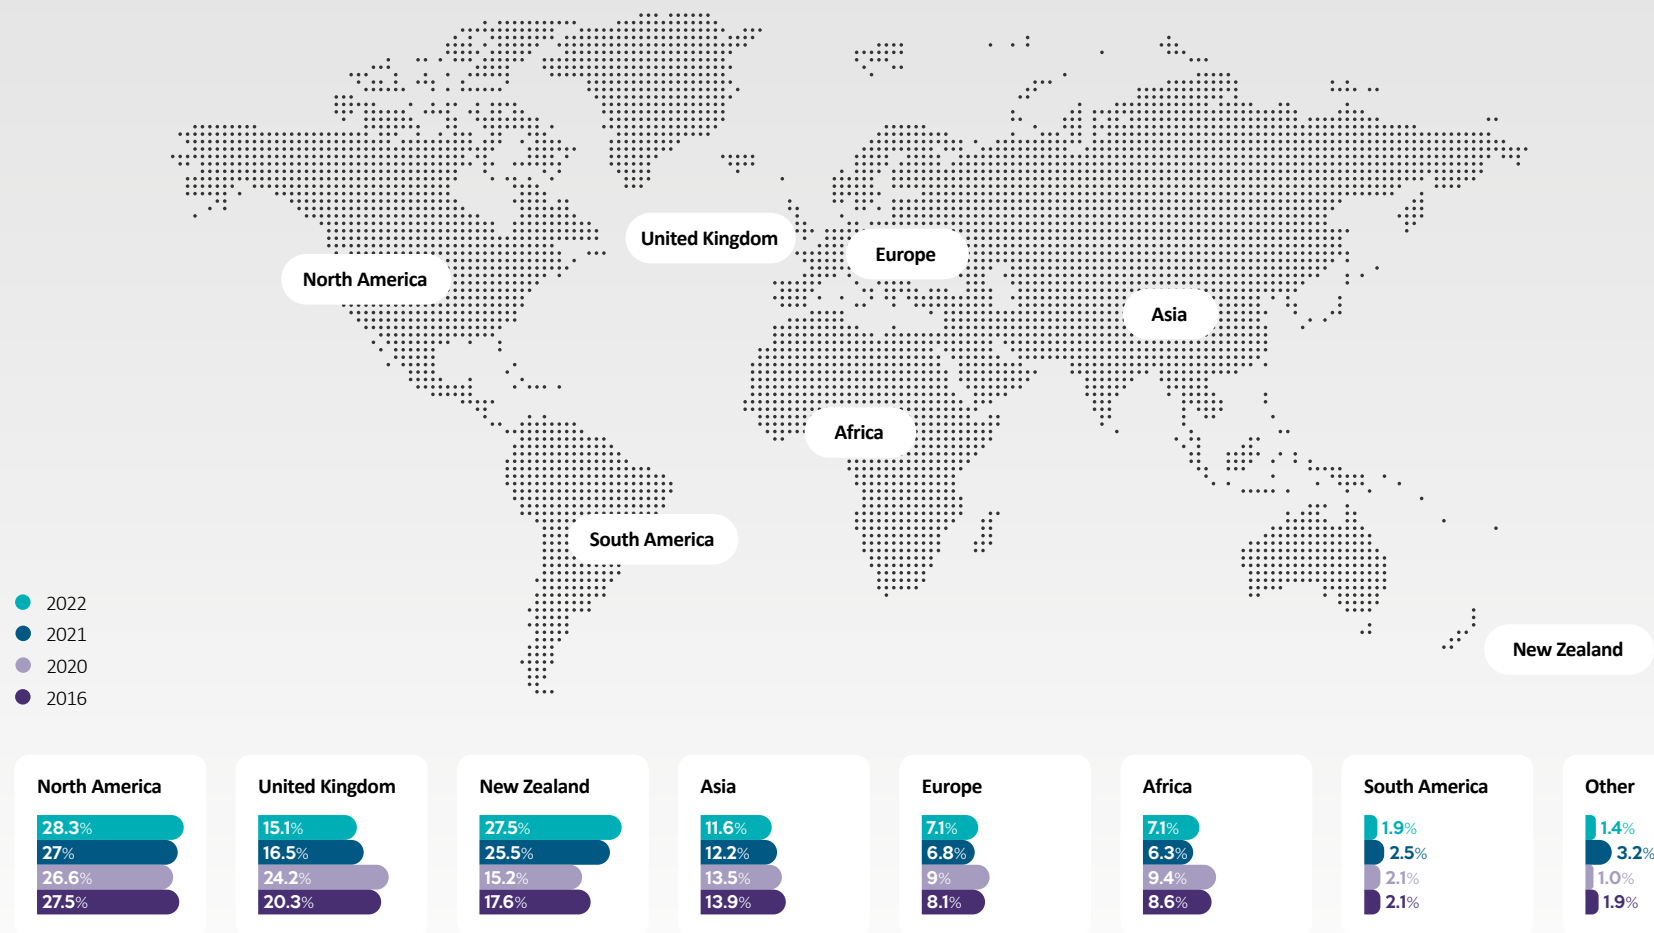 United Kingdom
Europe
North America
Asia
Africa
South America
New Zealand
2022
2021
2020
2016
North America
28.3%
27%
26.6%
27.5%
United Kingdom
15.1%
16.5%
24.2%
20.3%
New Zealand
27.5%
25.5%
15.2%
17.6%
Asia
11.6%
12.2%
13.5%
13.9%
Europe
7.1%
6.8%
9%
8.1%
Africa
7.1%
6.3%
9.4%
8.6%
South America
1.9%
2.5%
2.1%
2.1%
Other
1.4%
3.2%
1.0%
1.9%